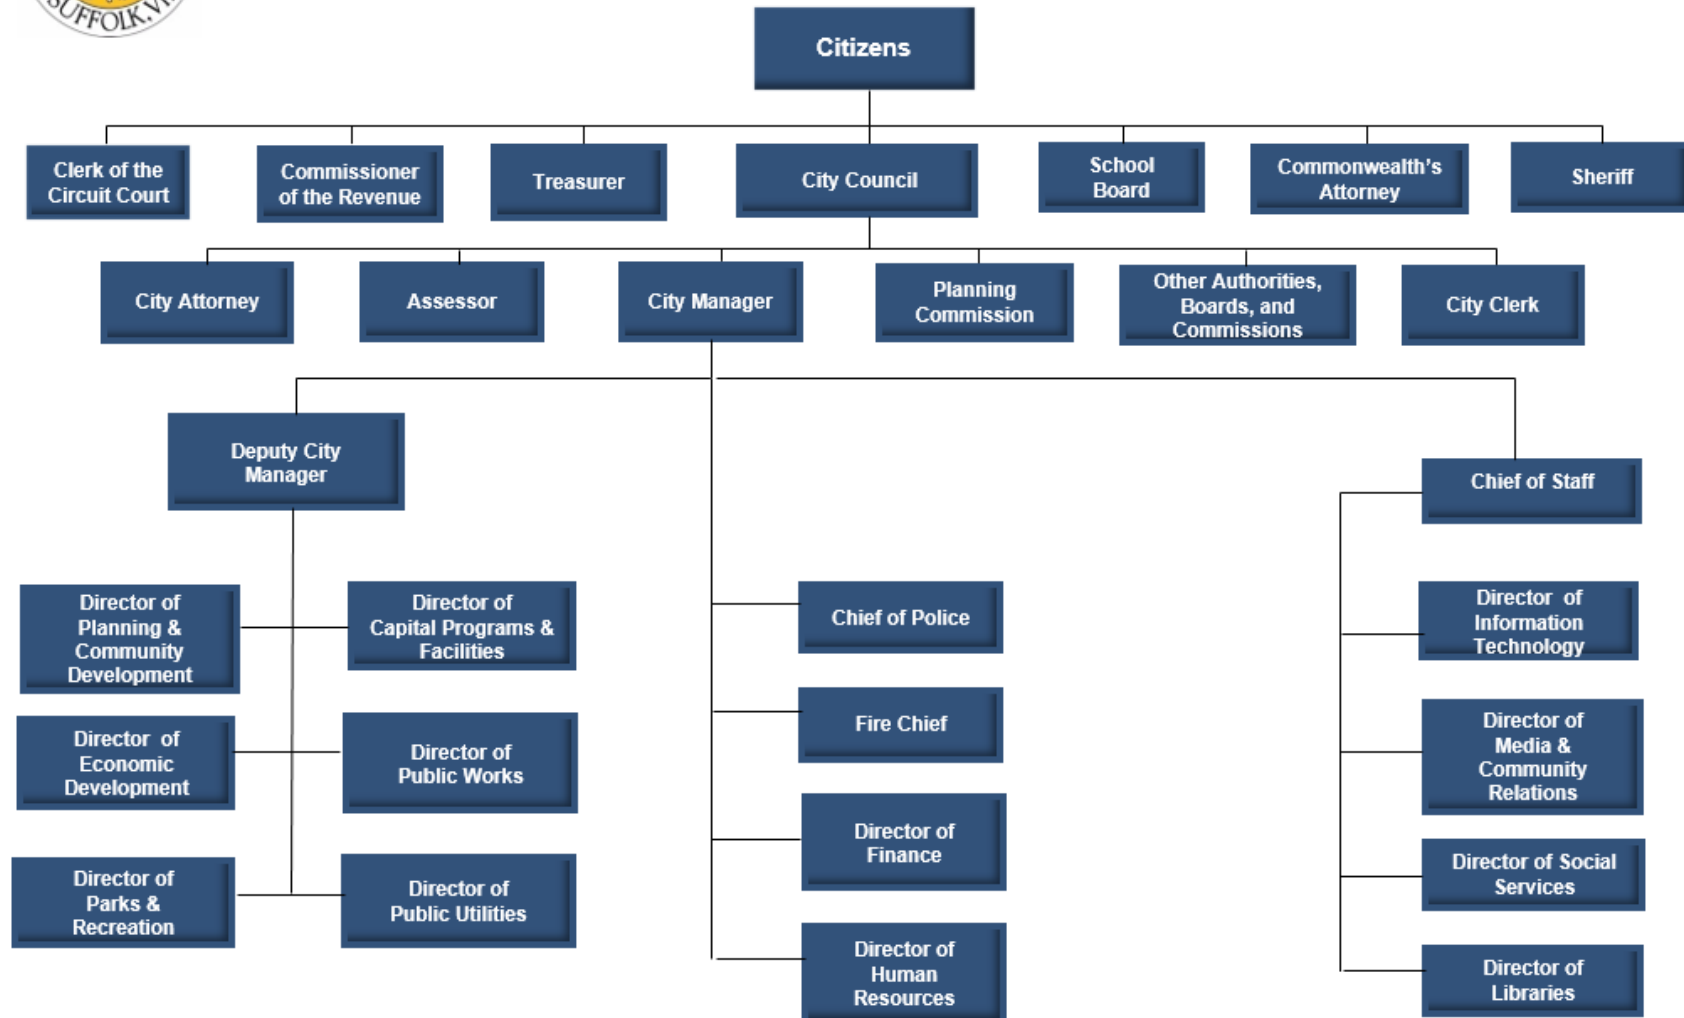 SUFFOLK, V
Citizens
Clerk of the
Circuit Court
Commissioner
of the Revenue
Treasurer
City Council
School
Board
Commonwealth's
Attorney
Sheriff
City Attorney
Assessor
City Manager
Planning
Commission
Other Authorities,
Boards, and
Commissions
City Clerk
Deputy City
Manager
Chief of Staff
Director of
Planning &
Community
Development
Director of
Capital Programs &
Facilities
Chief of Police
Director of
Information
Technology
Director of
Economic
Development
Director of
Public Works
Fire Chief
Director of
Media &
Community
Relations
Director of
Parks &
Recreation
Director of
Public Utilities
Director of
Finance
Director of Social
Services
Director of
Human
Resources
Director of
Libraries